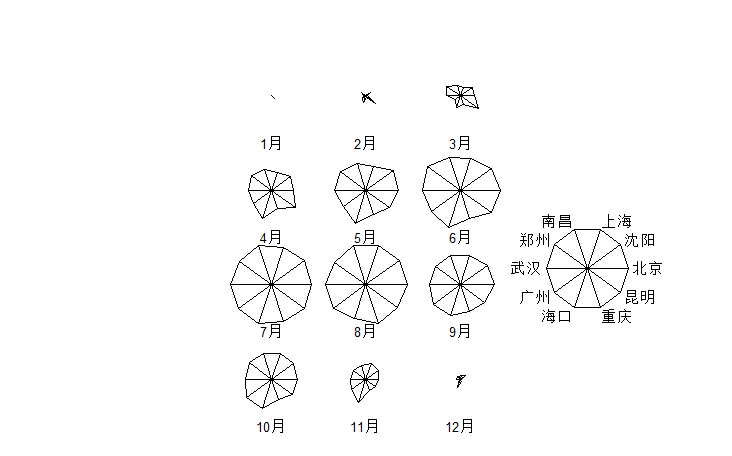 1月 2月 3月
4月 5月 6月
南昌 上海
郑州 沈阳
武汉 北京
广州 昆明
海口 重庆
7月 8月 9月
10月 11月 12月